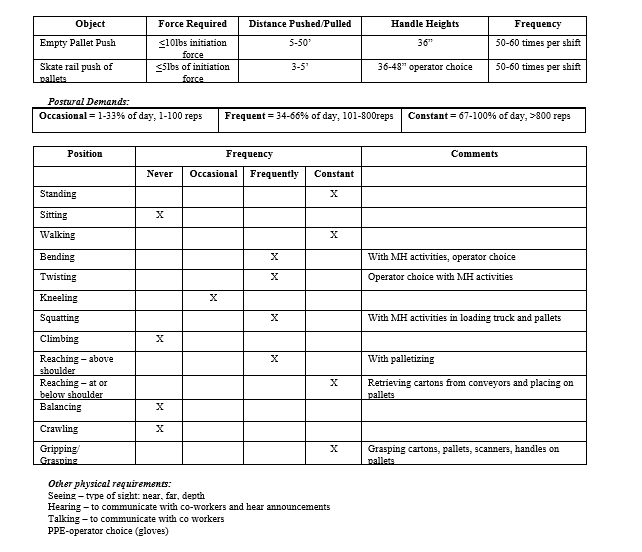 Object Force Required Distance Pushed/Pulled Handle Heights Frequency
Empty Pallet Push ≤10lbs initiation force 5-50’ 36” 50-60 times per shift
Skate rail push of pallets ≤5lbs of initiation force 3-5’ 36-48” operator choice 50-60 times per shift
Postural Demands:
Occasional = 1-33% of day, 1-100 reps Frequent = 34-66% of day, 101-800reps Constant = 67-100% of day, >800 reps
Position Frequency Comments
Never Occasional Frequently Constant
Standing X
Sitting X
Walking X
Bending X With MH activities, operator choice
Twisting X Operator choice with MH activities
Kneeling X
Squatting X With MH activities in loading truck and pallets
Climbing X
Reaching – above shoulder X With palletizing
Reaching – at or below shoulder X Retrieving cartons from conveyors and placing on pallets
Balancing X
Crawling X
Gripping/ Grasping X Grasping cartons, pallets, scanners, handles on pallets
Other physical requirements:
Seeing – type of sight: near, far, depth
Hearing – to communicate with co-workers and hear announcements
Talking – to communicate with co workers
PPE-operator choice (gloves)